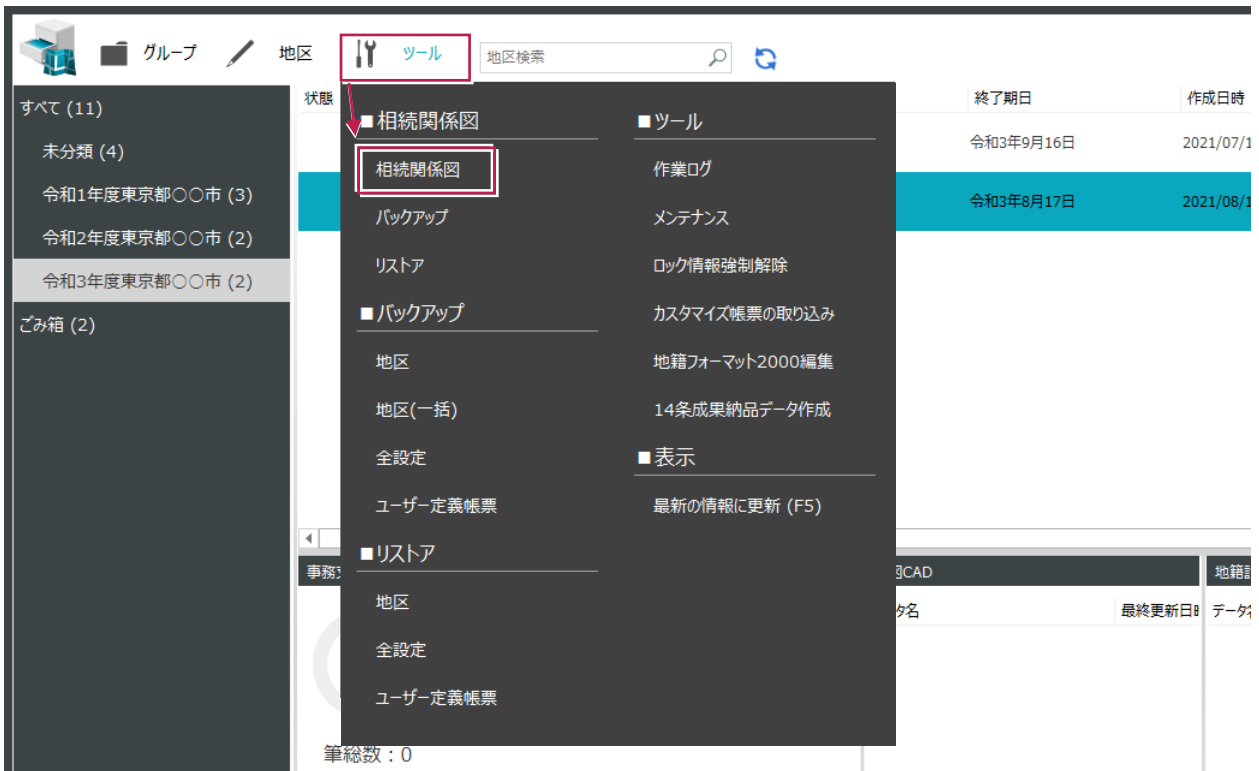 グループ 地区 ツール 地区検索
すべて (11)
未分類 (4)
令和1年度東京都〇〇市 (3)
令和2年度東京都〇〇市 (2)
令和3年度東京都〇〇市 (2)
ごみ箱 (2)
状態
■相続関係図
相続関係図
バックアップ
リストア
■バックアップ
地区
地区(一括)
全設定
ユーザー定義帳票
■リストア
地区
全設定
ユーザー定義帳票
■ツール
作業ログ
メンテナンス
ロック情報強制解除
カスタマイズ帳票の取り込み
地籍フォーマット2000編集
14条成果納品データ作成
■表示
最新の情報に更新 (F5)
終了期日 作成日時
令和3年9月16日 2021/07/1
令和3年8月17日 2021/08/1
事務
筆総数：0
CAD
タ名 最終更新日
地籍
データ